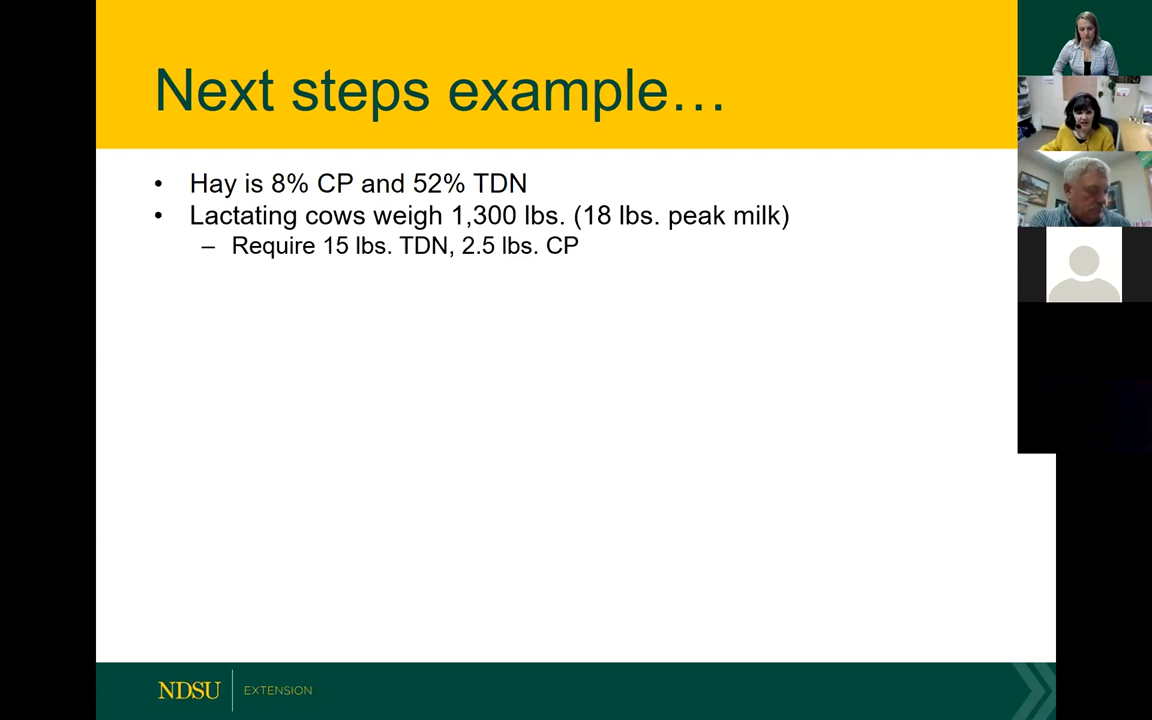 Next steps example…
• Hay is 8% CP and 52% TDN
• Lactating cows weigh 1,300 lbs. (18 lbs. peak milk)
– Require 15 lbs. TDN, 2.5 lbs. CP
NDSU EXTENSION